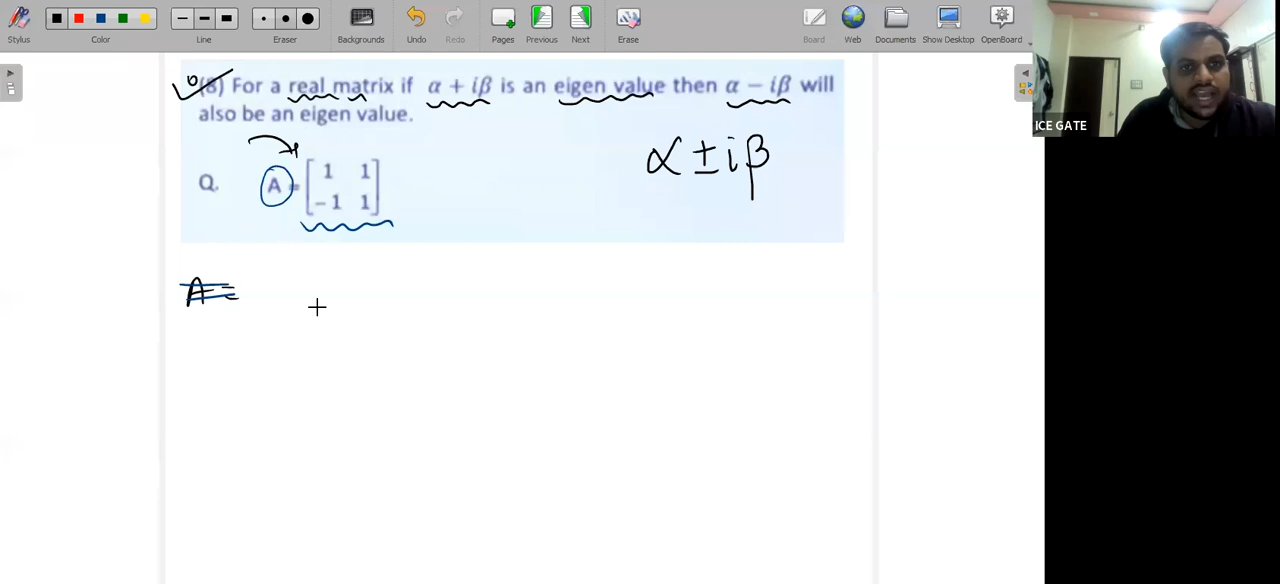 Stylus Color Line Eraser Backgrounds Undo Redo Pages Previous Next Erase Board Web Documents Show Desktop OpenBoard
(8) For a real matrix if α + iβ is an eigen value then α − iβ will
also be an eigen value.
α ± iβ
Q. A = [ 1 1
−1 1 ]
A =
ICE GATE